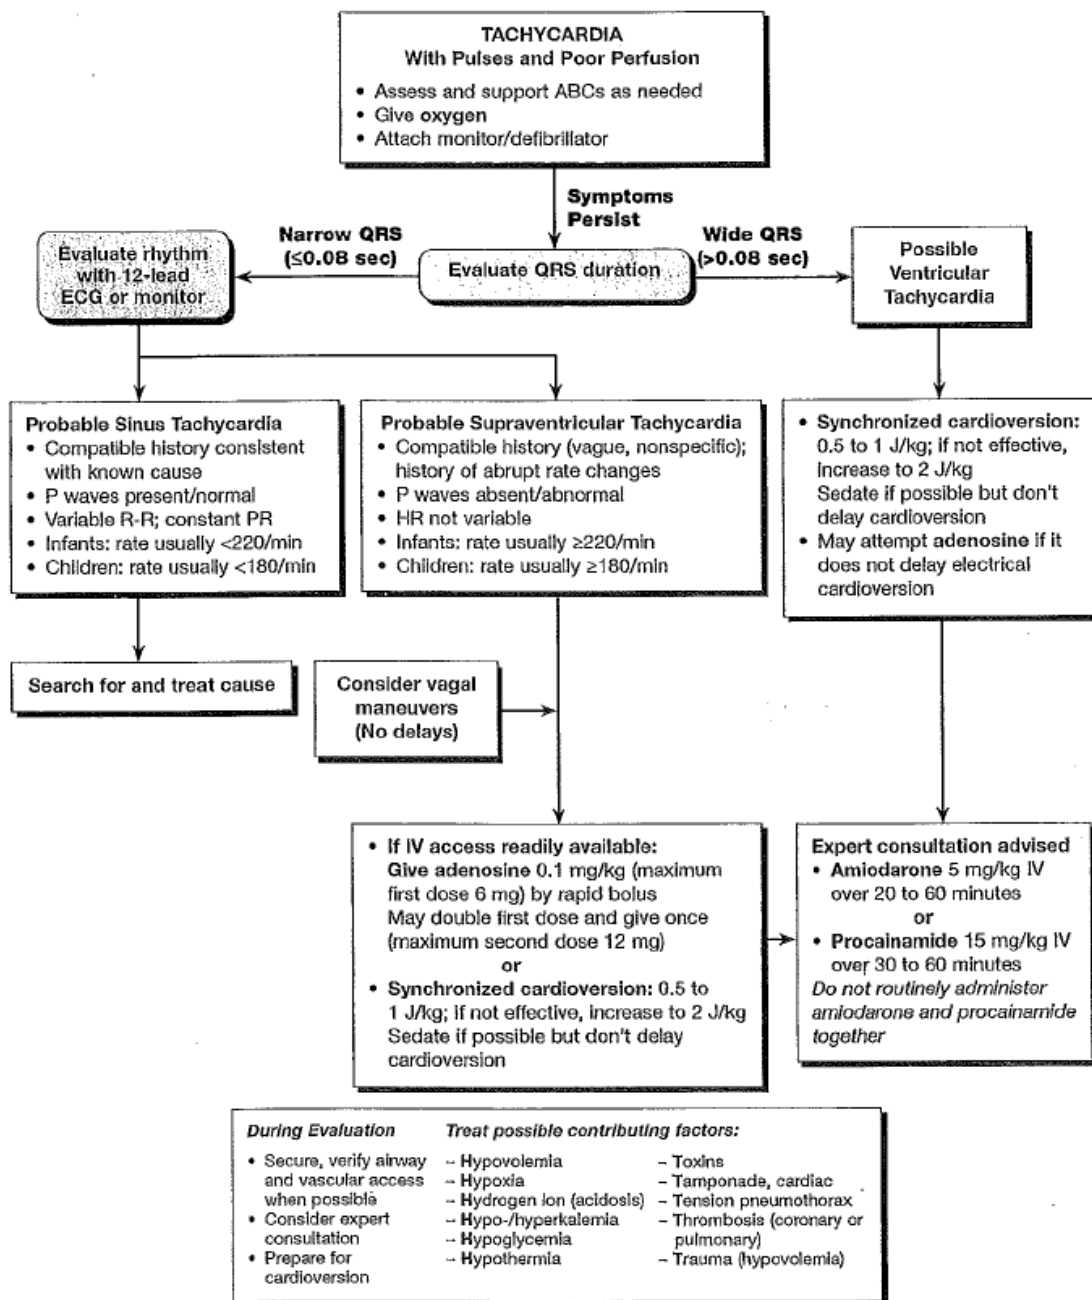 TACHYCARDIA
With Pulses and Poor Perfusion
• Assess and support ABCs as needed
• Give oxygen
• Attach monitor/defibrillator
Symptoms
Persist
Narrow QRS
(≤0.08 sec)
Wide QRS
(>0.08 sec)
Evaluate rhythm
with 12-lead
ECG or monitor
Evaluate QRS duration
Possible
Ventricular
Tachycardia
Probable Sinus Tachycardia
• Compatible history consistent
with known cause
• P waves present/normal
• Variable R-R; constant PR
• Infants: rate usually <220/min
• Children: rate usually <180/min
Probable Supraventricular Tachycardia
• Compatible history (vague, nonspecific);
history of abrupt rate changes
• P waves absent/abnormal
• HR not variable
• Infants: rate usually ≥220/min
• Children: rate usually ≥180/min
• Synchronized cardioversion:
0.5 to 1 J/kg; if not effective,
increase to 2 J/kg
Sedate if possible but don't
delay cardioversion
• May attempt adenosine if it
does not delay electrical
cardioversion
Search for and treat cause
Consider vagal
maneuvers
(No delays)
• If IV access readily available:
Give adenosine 0.1 mg/kg (maximum
first dose 6 mg) by rapid bolus
May double first dose and give once
(maximum second dose 12 mg)
or
• Synchronized cardioversion: 0.5 to
1 J/kg; if not effective, increase to 2 J/kg
Sedate if possible but don't delay
cardioversion
Expert consultation advised
• Amiodarone 5 mg/kg IV
over 20 to 60 minutes
or
• Procainamide 15 mg/kg IV
over 30 to 60 minutes
Do not routinely administer
amiodarone and procainamide
together
During Evaluation
• Secure, verify airway
and vascular access
when possible
• Consider expert
consultation
• Prepare for
cardioversion
Treat possible contributing factors:
– Hypovolemia
– Hypoxia
– Hydrogen ion (acidosis)
– Hypo-/hyperkalemia
– Hypoglycemia
– Hypothermia
– Toxins
– Tamponade, cardiac
– Tension pneumothorax
– Thrombosis (coronary or
pulmonary)
– Trauma (hypovolemia)